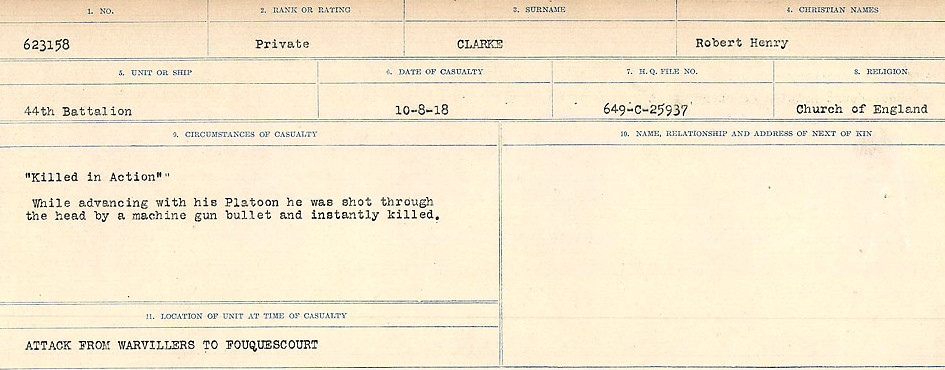 1. NO. 2. RANK OR RATING 3. SURNAME 4. CHRISTIAN NAMES
623158 Private CLARKE Robert Henry
5. UNIT OR SHIP 6. DATE OF CASUALTY 7. H. Q. FILE NO. 8. RELIGION
44th Battalion 10-8-18 649-C-25937 Church of England
9. CIRCUMSTANCES OF CASUALTY 10. NAME, RELATIONSHIP AND ADDRESS OF NEXT OF KIN
"Killed in Action""
While advancing with his Platoon he was shot through
the head by a machine gun bullet and instantly killed.
11. LOCATION OF UNIT AT TIME OF CASUALTY
ATTACK FROM WARVILLERS TO FOUQUESCOURT